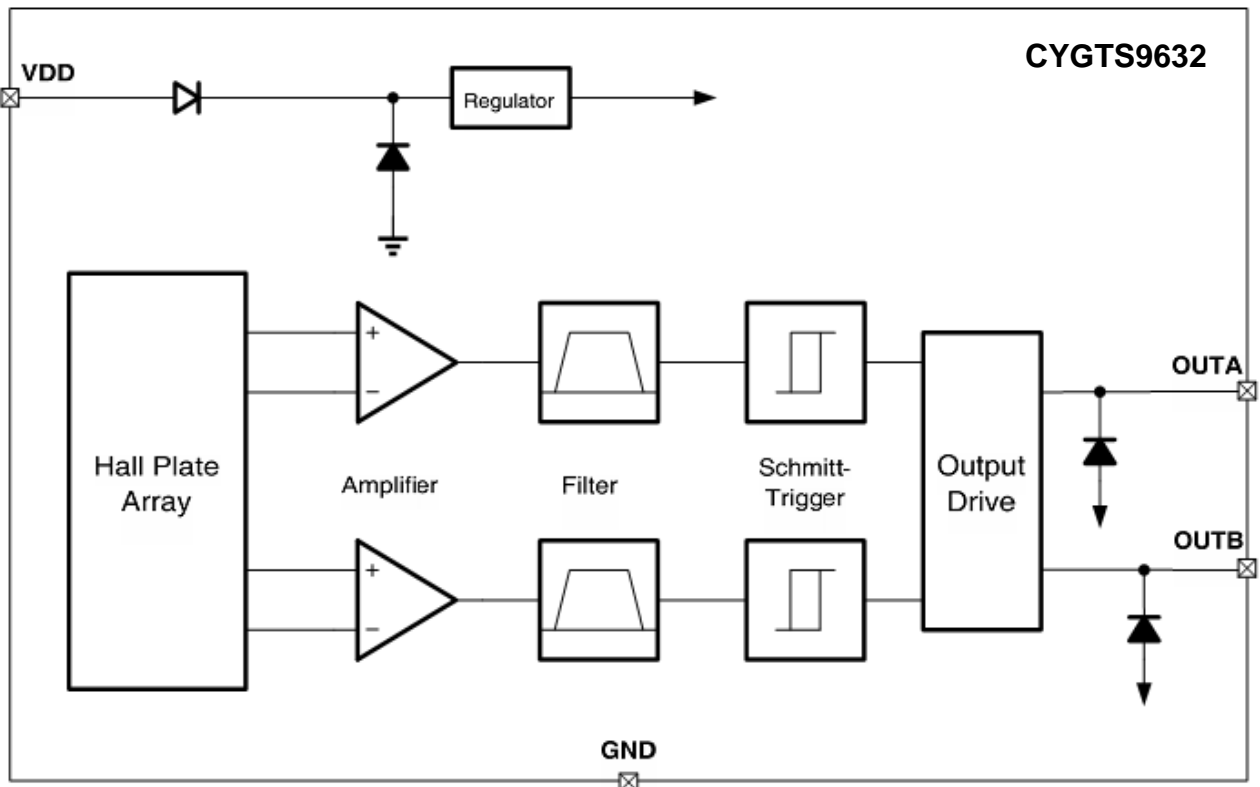 CYGTS9632
VDD
Regulator
+
−
Hall Plate
Array
Amplifier
Filter
Schmitt-
Trigger
Output
Drive
OUTA
OUTB
+
−
GND